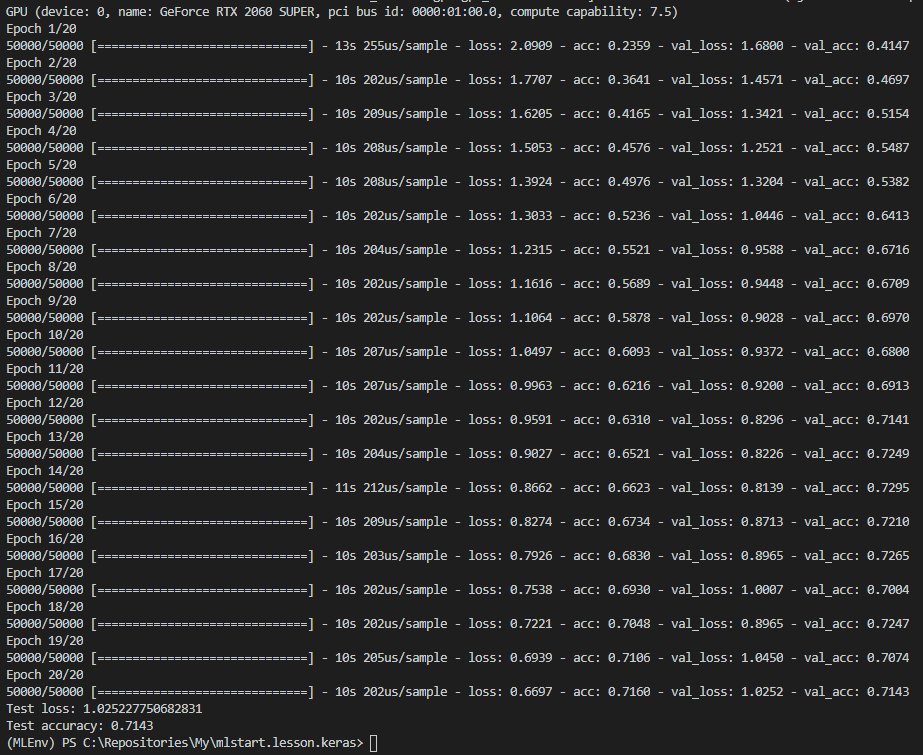 GPU (device: 0, name: GeForce RTX 2060 SUPER, pci bus id: 0000:01:00.0, compute capability: 7.5)
Epoch 1/20
50000/50000 [==============================] - 13s 255us/sample - loss: 2.0909 - acc: 0.2359 - val_loss: 1.6800 - val_acc: 0.4147
Epoch 2/20
50000/50000 [==============================] - 10s 202us/sample - loss: 1.7707 - acc: 0.3641 - val_loss: 1.4571 - val_acc: 0.4697
Epoch 3/20
50000/50000 [==============================] - 10s 209us/sample - loss: 1.6205 - acc: 0.4165 - val_loss: 1.3421 - val_acc: 0.5154
Epoch 4/20
50000/50000 [==============================] - 10s 208us/sample - loss: 1.5053 - acc: 0.4576 - val_loss: 1.2521 - val_acc: 0.5487
Epoch 5/20
50000/50000 [==============================] - 10s 208us/sample - loss: 1.3924 - acc: 0.4976 - val_loss: 1.3204 - val_acc: 0.5382
Epoch 6/20
50000/50000 [==============================] - 10s 202us/sample - loss: 1.3033 - acc: 0.5236 - val_loss: 1.0446 - val_acc: 0.6413
Epoch 7/20
50000/50000 [==============================] - 10s 204us/sample - loss: 1.2315 - acc: 0.5521 - val_loss: 0.9588 - val_acc: 0.6716
Epoch 8/20
50000/50000 [==============================] - 10s 202us/sample - loss: 1.1616 - acc: 0.5689 - val_loss: 0.9448 - val_acc: 0.6709
Epoch 9/20
50000/50000 [==============================] - 10s 202us/sample - loss: 1.1064 - acc: 0.5878 - val_loss: 0.9028 - val_acc: 0.6970
Epoch 10/20
50000/50000 [==============================] - 10s 207us/sample - loss: 1.0497 - acc: 0.6093 - val_loss: 0.9372 - val_acc: 0.6800
Epoch 11/20
50000/50000 [==============================] - 10s 207us/sample - loss: 0.9963 - acc: 0.6216 - val_loss: 0.9200 - val_acc: 0.6913
Epoch 12/20
50000/50000 [==============================] - 10s 202us/sample - loss: 0.9591 - acc: 0.6310 - val_loss: 0.8296 - val_acc: 0.7141
Epoch 13/20
50000/50000 [==============================] - 10s 204us/sample - loss: 0.9027 - acc: 0.6521 - val_loss: 0.8226 - val_acc: 0.7249
Epoch 14/20
50000/50000 [==============================] - 11s 212us/sample - loss: 0.8662 - acc: 0.6623 - val_loss: 0.8139 - val_acc: 0.7295
Epoch 15/20
50000/50000 [==============================] - 10s 209us/sample - loss: 0.8274 - acc: 0.6734 - val_loss: 0.8713 - val_acc: 0.7210
Epoch 16/20
50000/50000 [==============================] - 10s 203us/sample - loss: 0.7926 - acc: 0.6830 - val_loss: 0.8965 - val_acc: 0.7265
Epoch 17/20
50000/50000 [==============================] - 10s 202us/sample - loss: 0.7538 - acc: 0.6930 - val_loss: 1.0007 - val_acc: 0.7004
Epoch 18/20
50000/50000 [==============================] - 10s 202us/sample - loss: 0.7221 - acc: 0.7048 - val_loss: 0.8965 - val_acc: 0.7247
Epoch 19/20
50000/50000 [==============================] - 10s 205us/sample - loss: 0.6939 - acc: 0.7106 - val_loss: 1.0450 - val_acc: 0.7074
Epoch 20/20
50000/50000 [==============================] - 10s 202us/sample - loss: 0.6697 - acc: 0.7160 - val_loss: 1.0252 - val_acc: 0.7143
Test loss: 1.025227750682831
Test accuracy: 0.7143
(MLEnv) PS C:\Repositories\My\mlstart.lesson.keras>